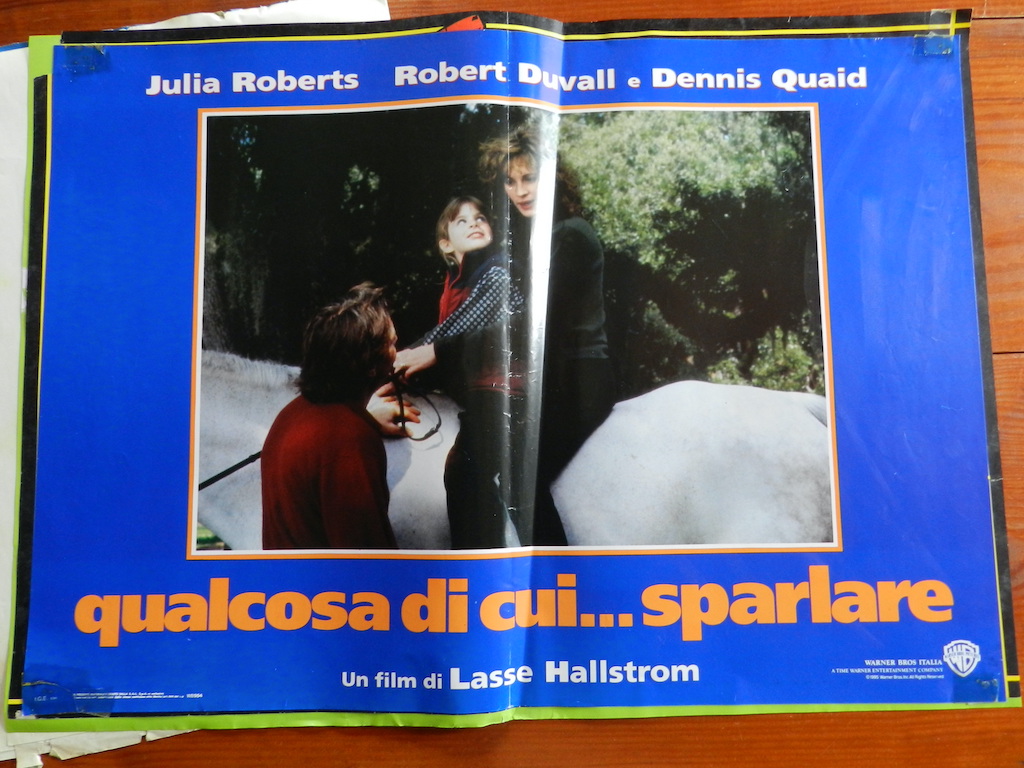 Julia Roberts Robert Duvall e Dennis Quaid
qualcosa di cui... sparlare
Un film di Lasse Hallstrom
WARNER BROS ITALIA
A TIME WARNER ENTERTAINMENT COMPANY